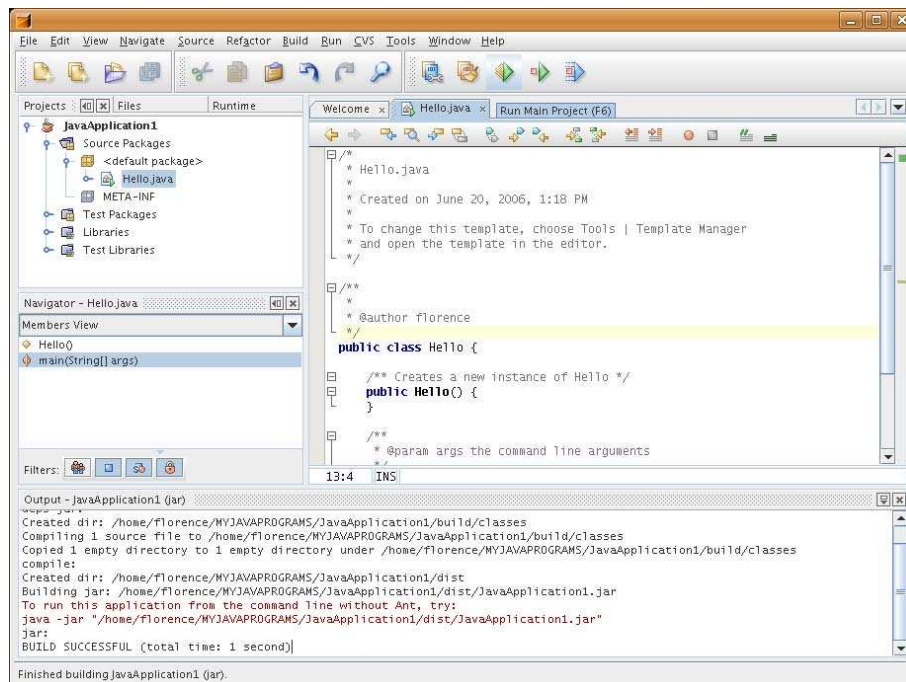 File Edit View Navigate Source Refactor Build Run CVS Tools Window Help
Projects Files Runtime
JavaApplication1
Source Packages
<default package>
Hello.java
META-INF
Test Packages
Libraries
Test Libraries
Navigator - Hello.java
Members View
Hello()
main(String[] args)
Filters:
Welcome Hello.java Run Main Project (F6)
/*
* Hello.java
*
* Created on June 20, 2006, 1:18 PM
*
* To change this template, choose Tools | Template Manager
* and open the template in the editor.
*/
/**
*
* @author florence
*/
public class Hello {
/** Creates a new instance of Hello */
public Hello() {
}
/**
* @param args the command line arguments
*/
13:4 INS
Output - JavaApplication1 (jar)
deps-jar:
Created dir: /home/florence/MYJAVAPROGRAMS/JavaApplication1/build/classes
Compiling 1 source file to /home/florence/MYJAVAPROGRAMS/JavaApplication1/build/classes
Copied 1 empty directory to 1 empty directory under /home/florence/MYJAVAPROGRAMS/JavaApplication1/build/classes
compile:
Created dir: /home/florence/MYJAVAPROGRAMS/JavaApplication1/dist
Building jar: /home/florence/MYJAVAPROGRAMS/JavaApplication1/dist/JavaApplication1.jar
To run this application from the command line without Ant, try:
java -jar "/home/florence/MYJAVAPROGRAMS/JavaApplication1/dist/JavaApplication1.jar"
jar:
BUILD SUCCESSFUL (total time: 1 second)
Finished building JavaApplication1 (jar).